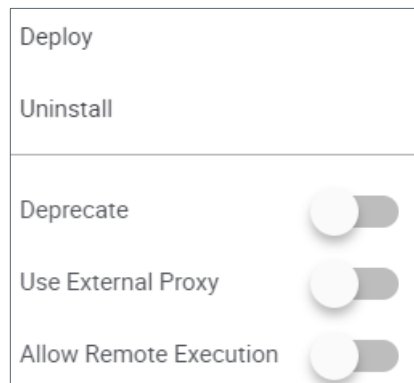 Deploy
Uninstall
Deprecate
Use External Proxy
Allow Remote Execution